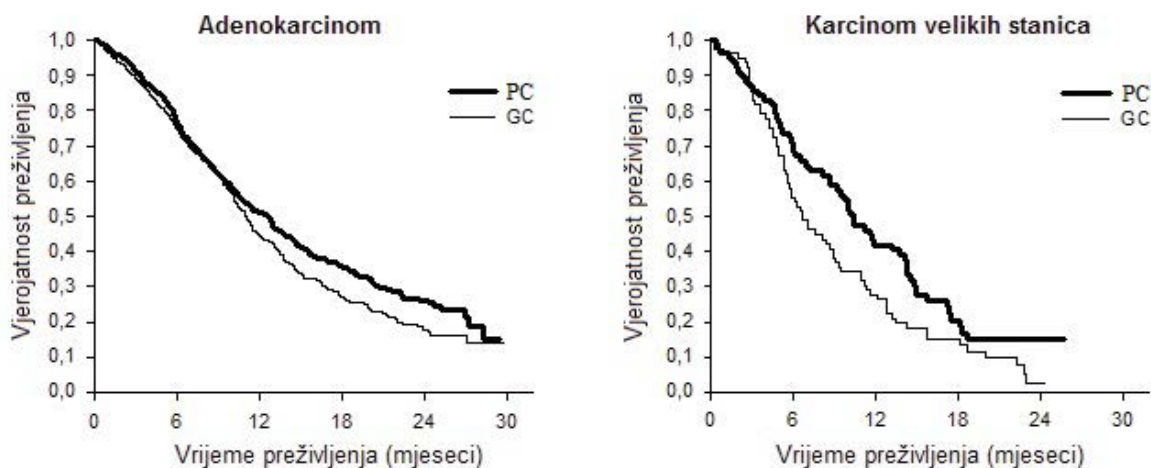 Adenokarcinom
Vjerojatnost preživljenja
1,0
0,9
0,8
0,7
0,6
0,5
0,4
0,3
0,2
0,1
0,0
PC
GC
0 6 12 18 24 30
Vrijeme preživljenja (mjeseci)
Karcinom velikih stanica
Vjerojatnost preživljenja
1,0
0,9
0,8
0,7
0,6
0,5
0,4
0,3
0,2
0,1
0,0
PC
GC
0 6 12 18 24 30
Vrijeme preživljenja (mjeseci)